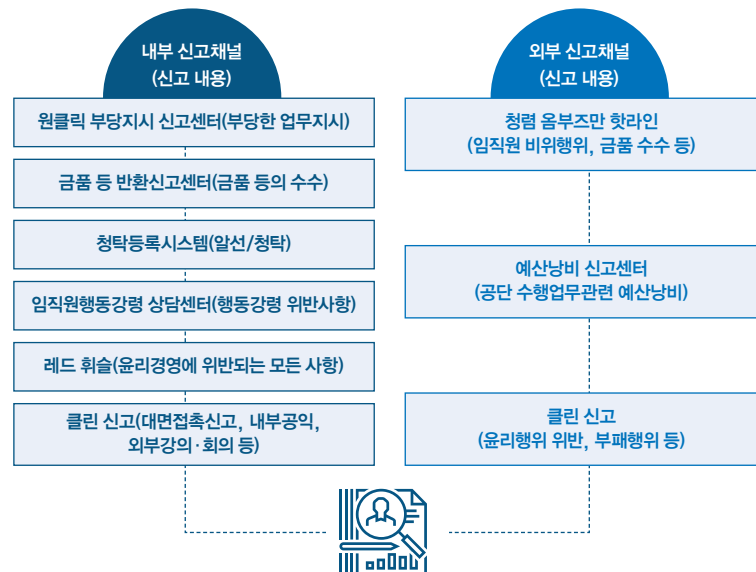 내부 신고채널
(신고 내용)
원클릭 부당지시 신고센터(부당한 업무지시)
금품 등 반환신고센터(금품 등의 수수)
청탁등록시스템(알선/청탁)
임직원행동강령 상담센터(행동강령 위반사항)
레드 휘슬(윤리경영에 위반되는 모든 사항)
클린 신고(대면접촉신고, 내부공익,
외부강의·회의 등)
외부 신고채널
(신고 내용)
청렴 옴부즈만 핫라인
(임직원 비위행위, 금품 수수 등)
예산낭비 신고센터
(공단 수행업무관련 예산낭비)
클린 신고
(윤리행위 위반, 부패행위 등)